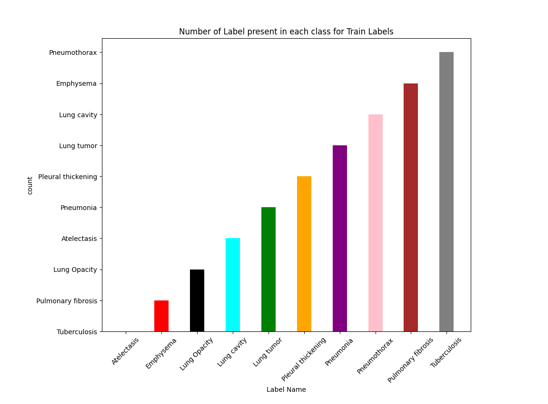 Number of Label present in each class for Train Labels
Pneumothorax
Emphysema
Lung cavity
Lung tumor
Pleural thickening
Pneumonia
Atelectasis
Lung Opacity
Pulmonary fibrosis
Tuberculosis
count
Atelectasis
Emphysema
Lung Opacity
Lung cavity
Lung tumor
Pleural thickening
Pneumonia
Pneumothorax
Pulmonary fibrosis
Tuberculosis
Label Name